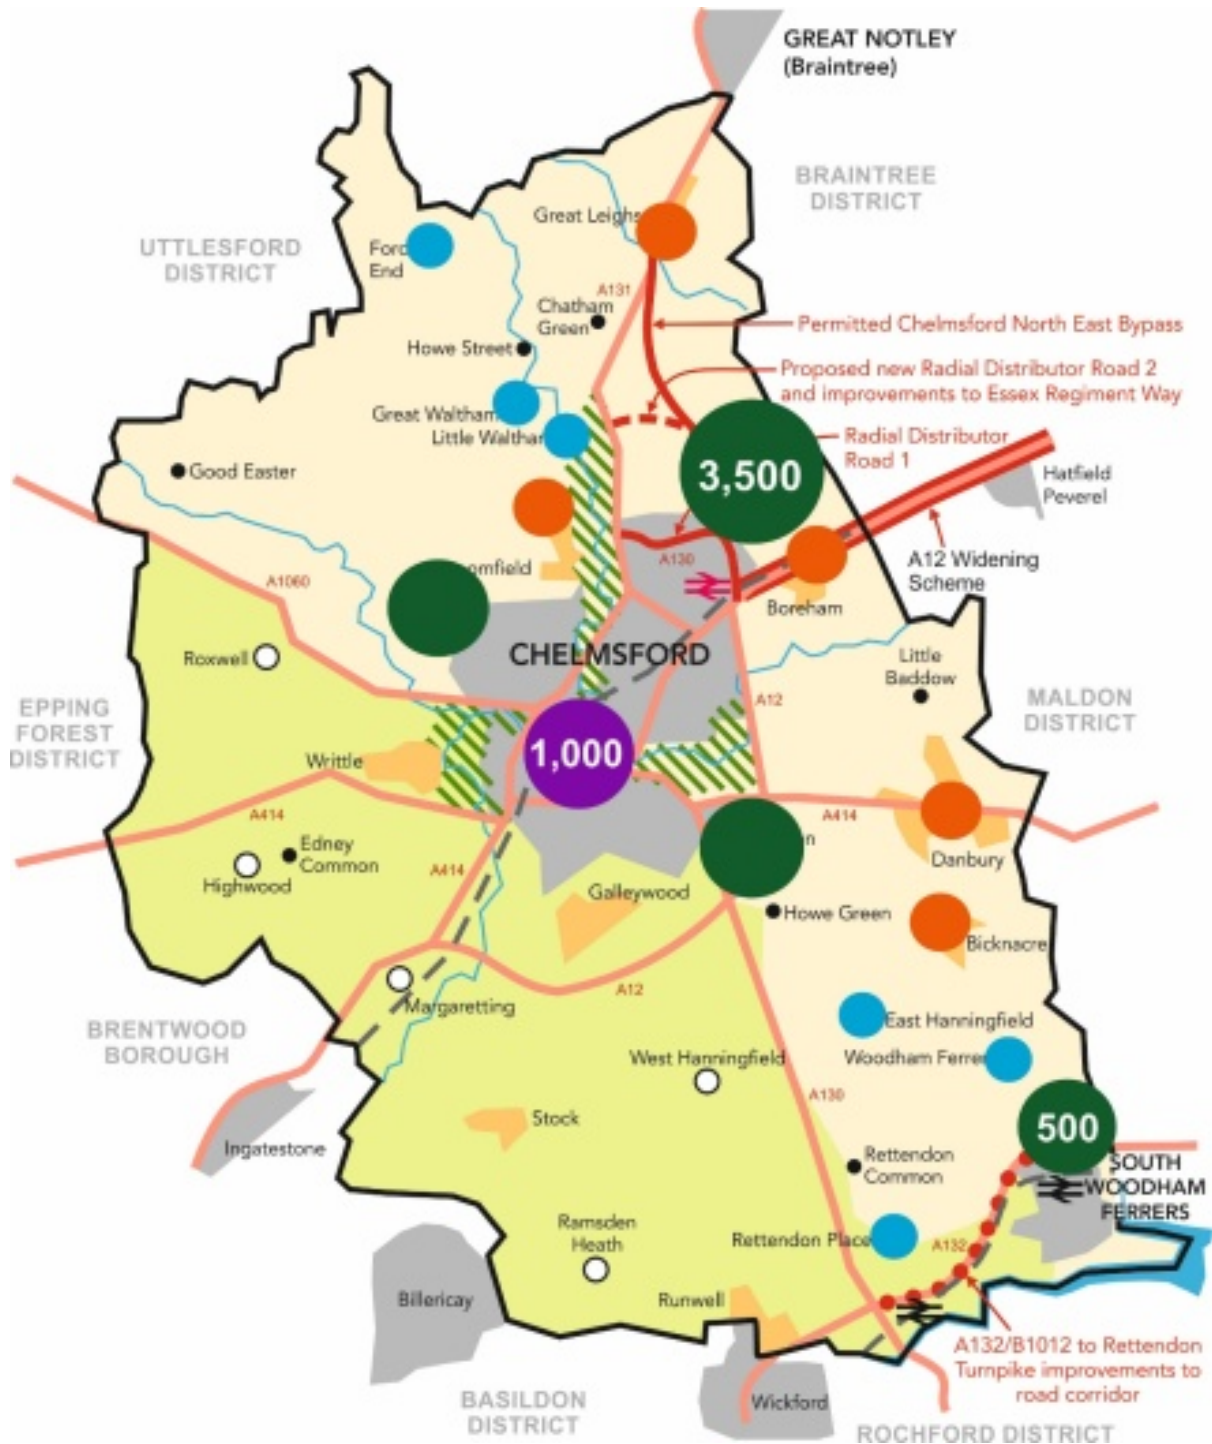 GREAT NOTLEY
(Braintree)
BRAINTREE
DISTRICT
UTTLESFORD
DISTRICT
Great Leighs
End
A131
Chatham
Green
Howe Street
Permitted Chelmsford North East Bypass
Proposed new Radial Distributor Road 2
and improvements to Essex Regiment Way
Great Waltham
Little
Radial Distributor
Road 1
Good Easter
3,500
Hatfield
Peverel
A130
A12 Widening
Scheme
A1060
Boreham
CHELMSFORD
Roxwell
Little
Baddow
A12
EPPING
FOREST
DISTRICT
MALDON
DISTRICT
1,000
Writtle
A414
A414
Edney
Common
Highwood
A414
Danbury
Galleywood
Howe Green
Bicknacre
A12
Margaretting
East Hanningfield
BRENTWOOD
BOROUGH
Woodham
West Hanningfield
A130
Stock
500
Ingatestone
Rettendon
Common
SOUTH
WOODHAM
FERRERS
Ramsden
Heath
Rettendon Place
A132
Billericay
Runwell
A132/B1012 to Rettendon
Turnpike improvements to
road corridor
BASILDON
DISTRICT
Wickford
ROCHFORD DISTRICT